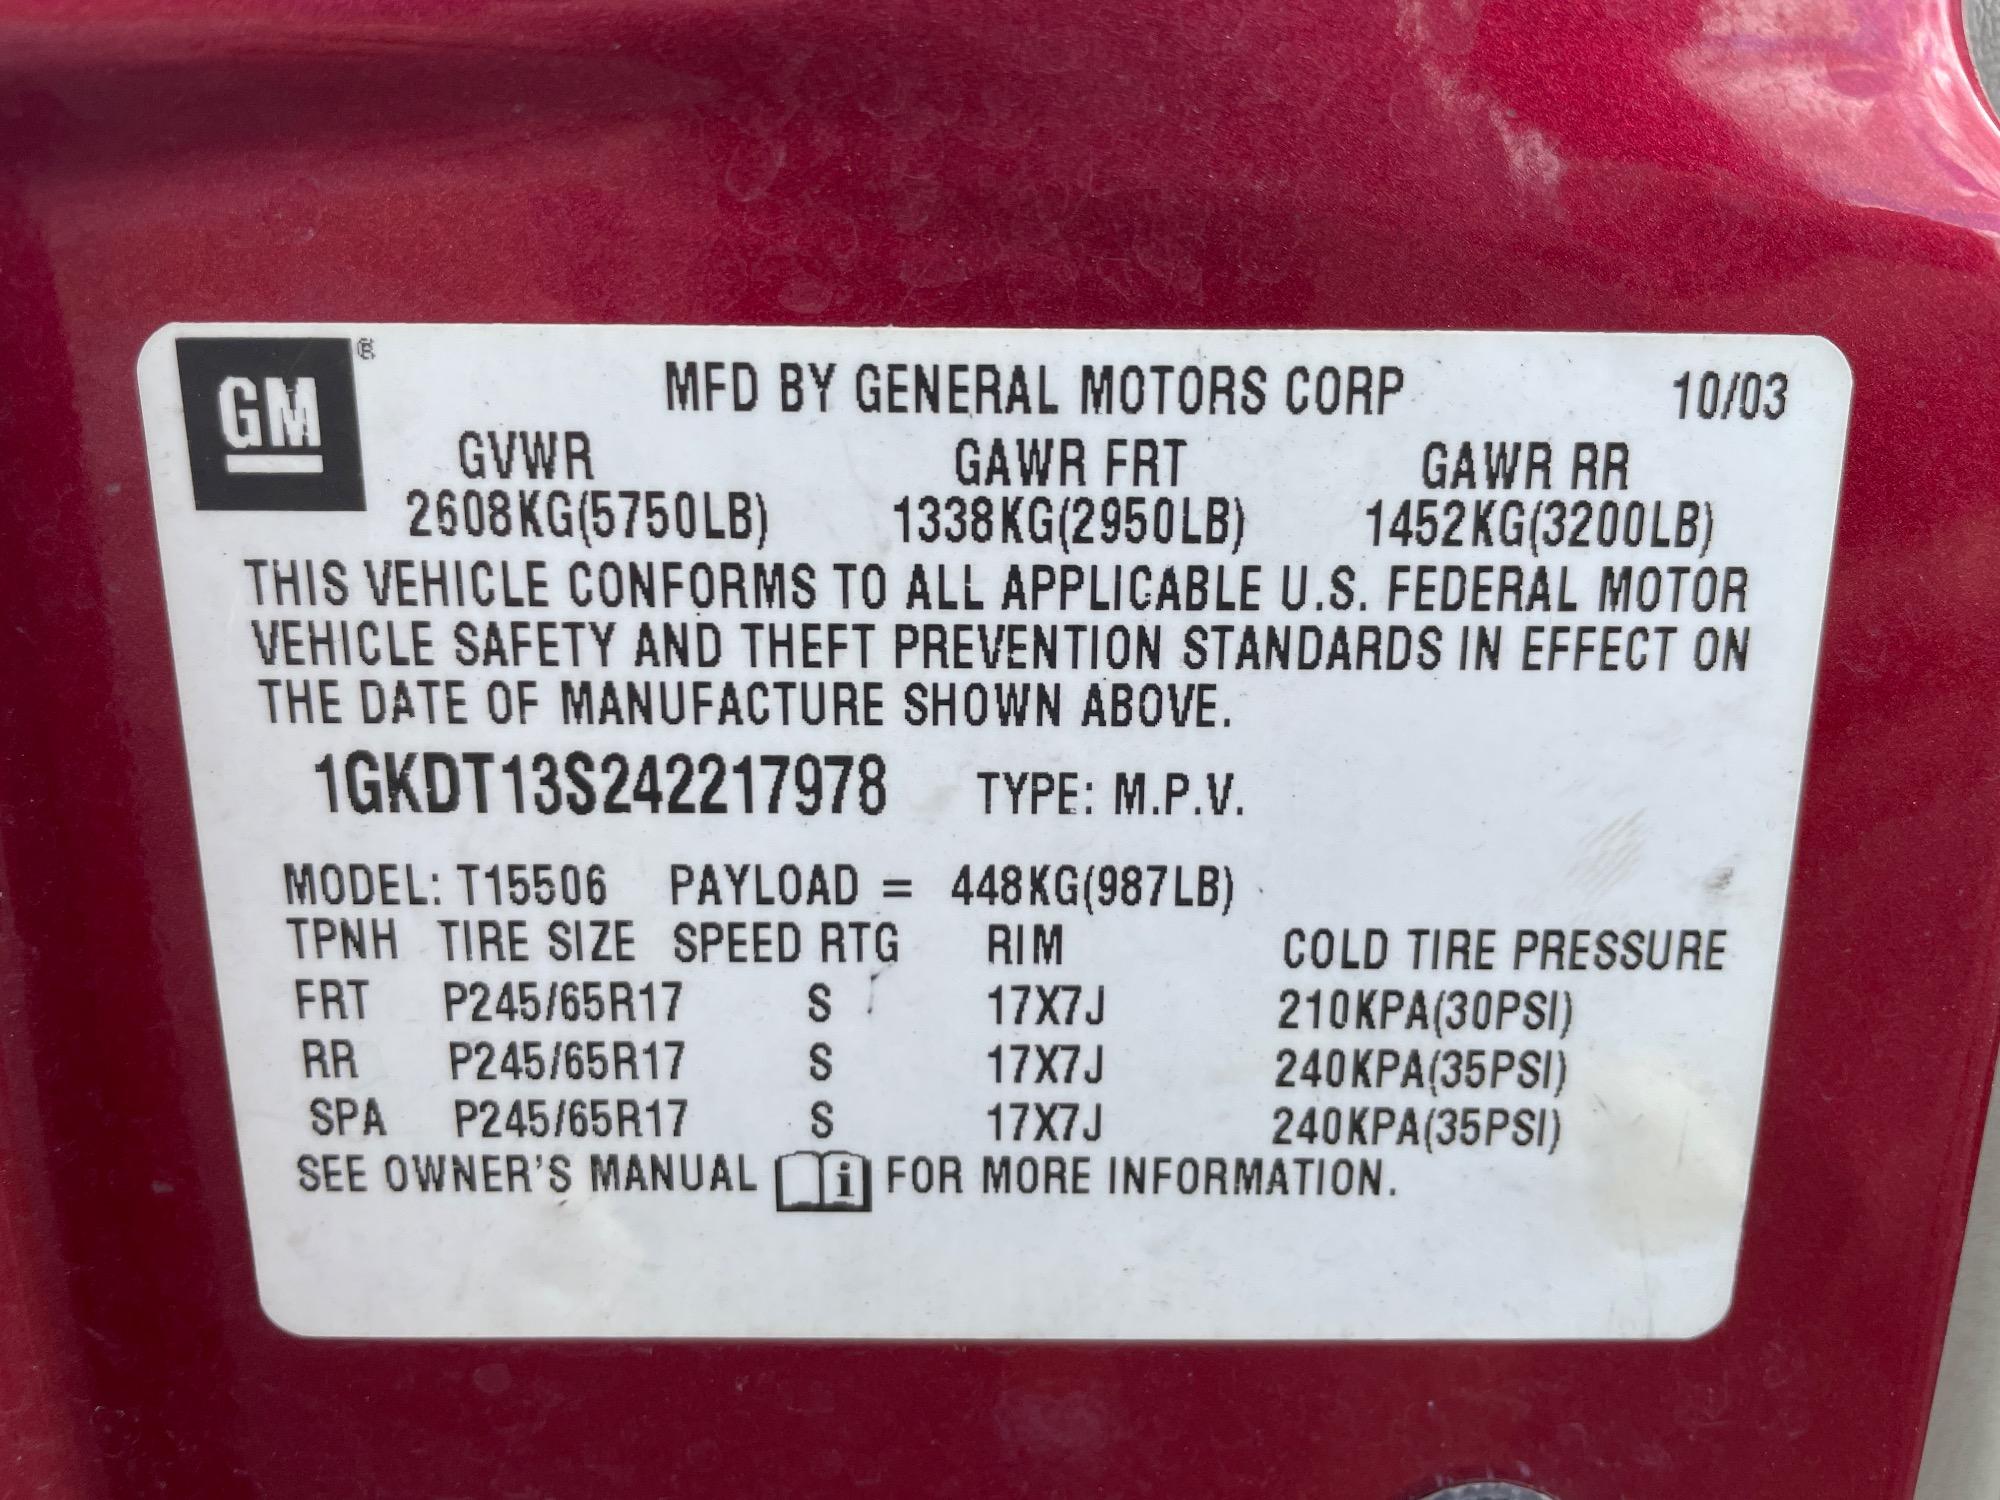 GM ®
MFD BY GENERAL MOTORS CORP 10/03
GVWR GAWR FRT GAWR RR
2608KG(5750LB) 1338KG(2950LB) 1452KG(3200LB)
THIS VEHICLE CONFORMS TO ALL APPLICABLE U.S. FEDERAL MOTOR
VEHICLE SAFETY AND THEFT PREVENTION STANDARDS IN EFFECT ON
THE DATE OF MANUFACTURE SHOWN ABOVE.
1GKDT13S242217978 TYPE: M.P.V.
MODEL: T15506 PAYLOAD = 448KG(987LB)
TPNH TIRE SIZE SPEED RTG RIM COLD TIRE PRESSURE
FRT P245/65R17 S 17X7J 210KPA(30PSI)
RR P245/65R17 S 17X7J 240KPA(35PSI)
SPA P245/65R17 S 17X7J 240KPA(35PSI)
SEE OWNER'S MANUAL i FOR MORE INFORMATION.